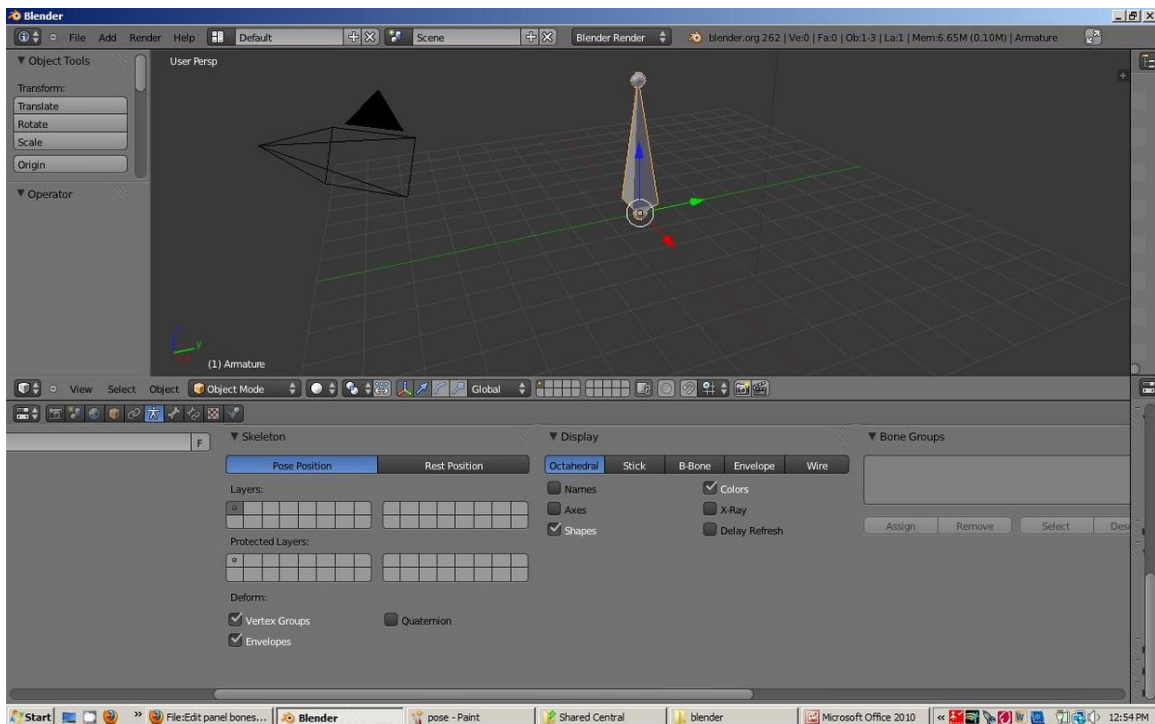 Blender
File Add Render Help Default Scene Blender Render blender.org 262 | Ve:0 | Fa:0 | Ob:1-3 | La:1 | Mem:6.65M (0.10M) | Armature
Object Tools
User Persp
Transform:
Translate
Rotate
Scale
Origin
Operator
y
(1) Armature
View Select Object Object Mode Global
F
Skeleton
Display
Bone Groups
Pose Position Rest Position
Octahedral Stick B-Bone Envelope Wire
Layers:
Names Colors
Axes X-Ray
Shapes Delay Refresh
Assign Remove Select Des
Protected Layers:
Deform:
Vertex Groups Quaternion
Envelopes
Start » File:Edit panel bones... Blender pose - Paint Shared Central blender Microsoft Office 2010 « 12:54 PM